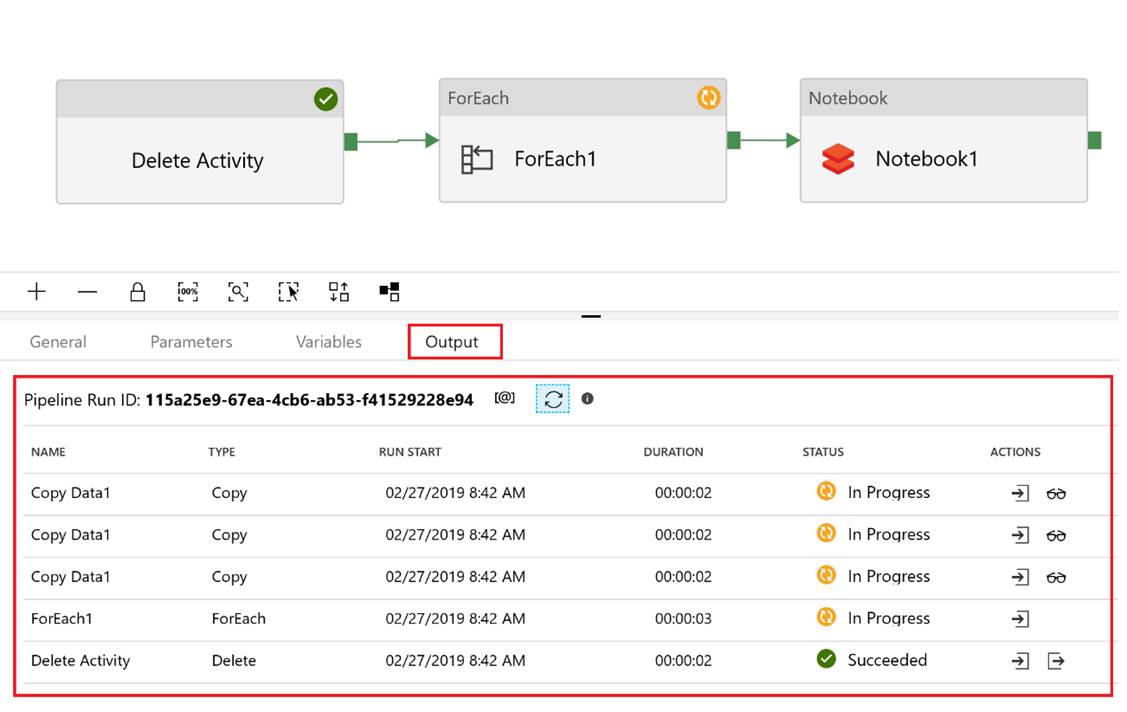 ForEach
Notebook
Delete Activity
ForEach1
Notebook1
100%
General Parameters Variables Output
Pipeline Run ID: 115a25e9-67ea-4cb6-ab53-f41529228e94 [@]
NAME TYPE RUN START DURATION STATUS ACTIONS
Copy Data1 Copy 02/27/2019 8:42 AM 00:00:02 In Progress
Copy Data1 Copy 02/27/2019 8:42 AM 00:00:02 In Progress
Copy Data1 Copy 02/27/2019 8:42 AM 00:00:02 In Progress
ForEach1 ForEach 02/27/2019 8:42 AM 00:00:03 In Progress
Delete Activity Delete 02/27/2019 8:42 AM 00:00:02 Succeeded